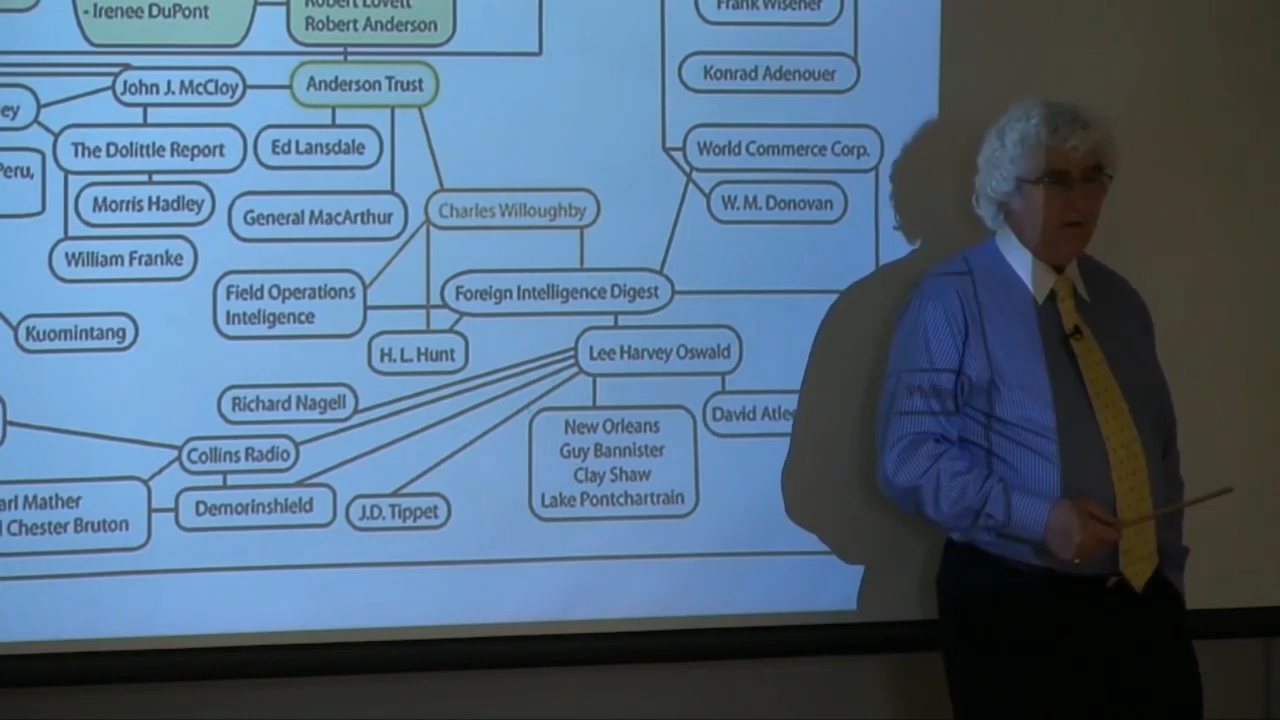 - Irenee DuPont
Robert Lovett
Robert Anderson
Frank Wisener
Konrad Adenouer
John J. McCloy
Anderson Trust
ey
The Dolittle Report
Ed Lansdale
World Commerce Corp.
Peru,
Morris Hadley
General MacArthur
Charles Willoughby
W. M. Donovan
William Franke
Field Operations
Inteligence
Foreign Intelligence Digest
Kuomintang
H. L. Hunt
Lee Harvey Oswald
Richard Nagell
David Atlee
New Orleans
Guy Bannister
Clay Shaw
Lake Pontchartrain
Collins Radio
arl Mather
Chester Bruton
Demorinshield
J.D. Tippet